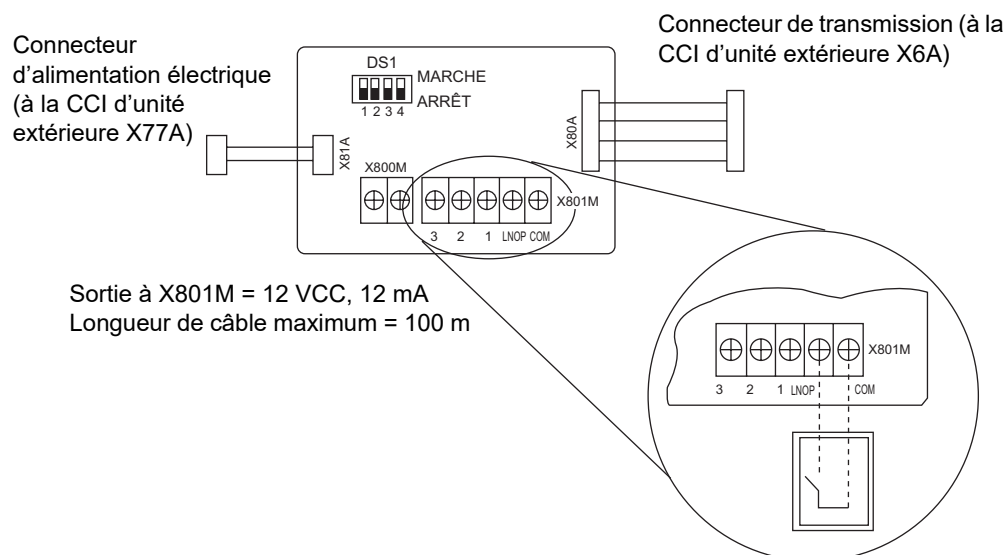 Connecteur
d'alimentation électrique
(à la CCI d'unité
extérieure X77A)
Connecteur de transmission (à la
CCI d'unité extérieure X6A)
DS1
MARCHE
ARRÊT
1 2 3 4
X81A
X80A
X800M
X801M
3 2 1 LNOP COM
Sortie à X801M = 12 VCC, 12 mA
Longueur de câble maximum = 100 m
X801M
3 2 1 LNOP COM